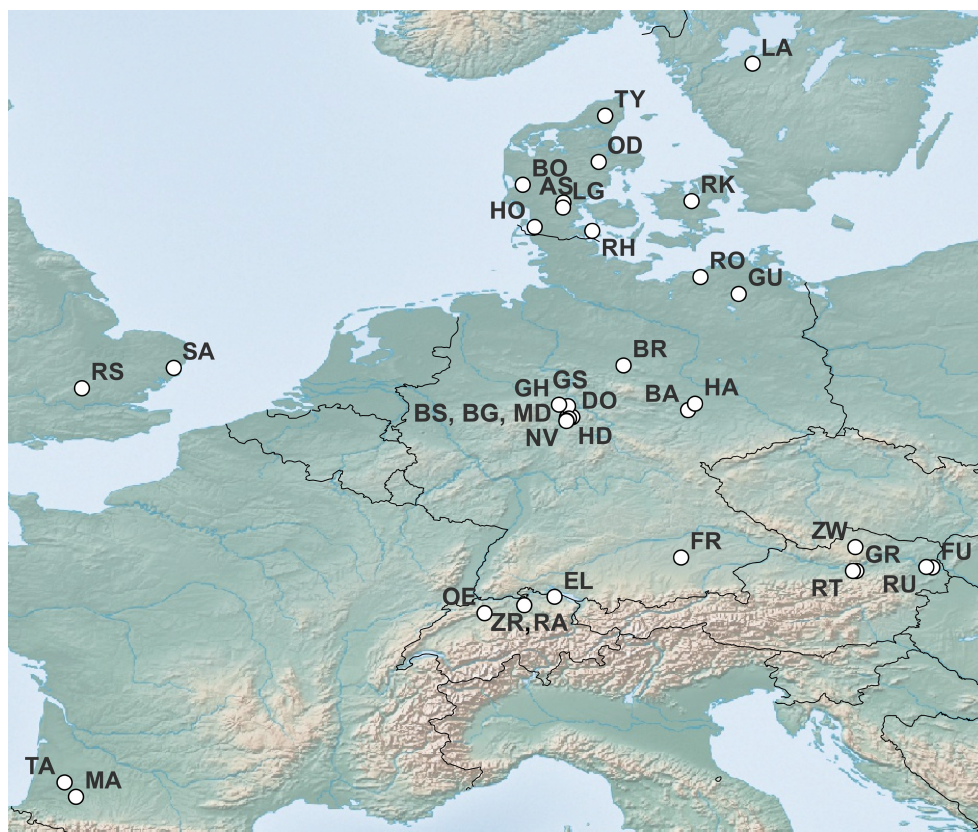 LA
TY
OD
BO
AS
LG
RK
HO
RH
RO
GU
SA
RS
BR
GH
GS
DO
BA
HA
BS, BG, MD
NV
HD
ZW
FR
GR
FU
RT
RU
EL
OE
ZR, RA
TA
MA